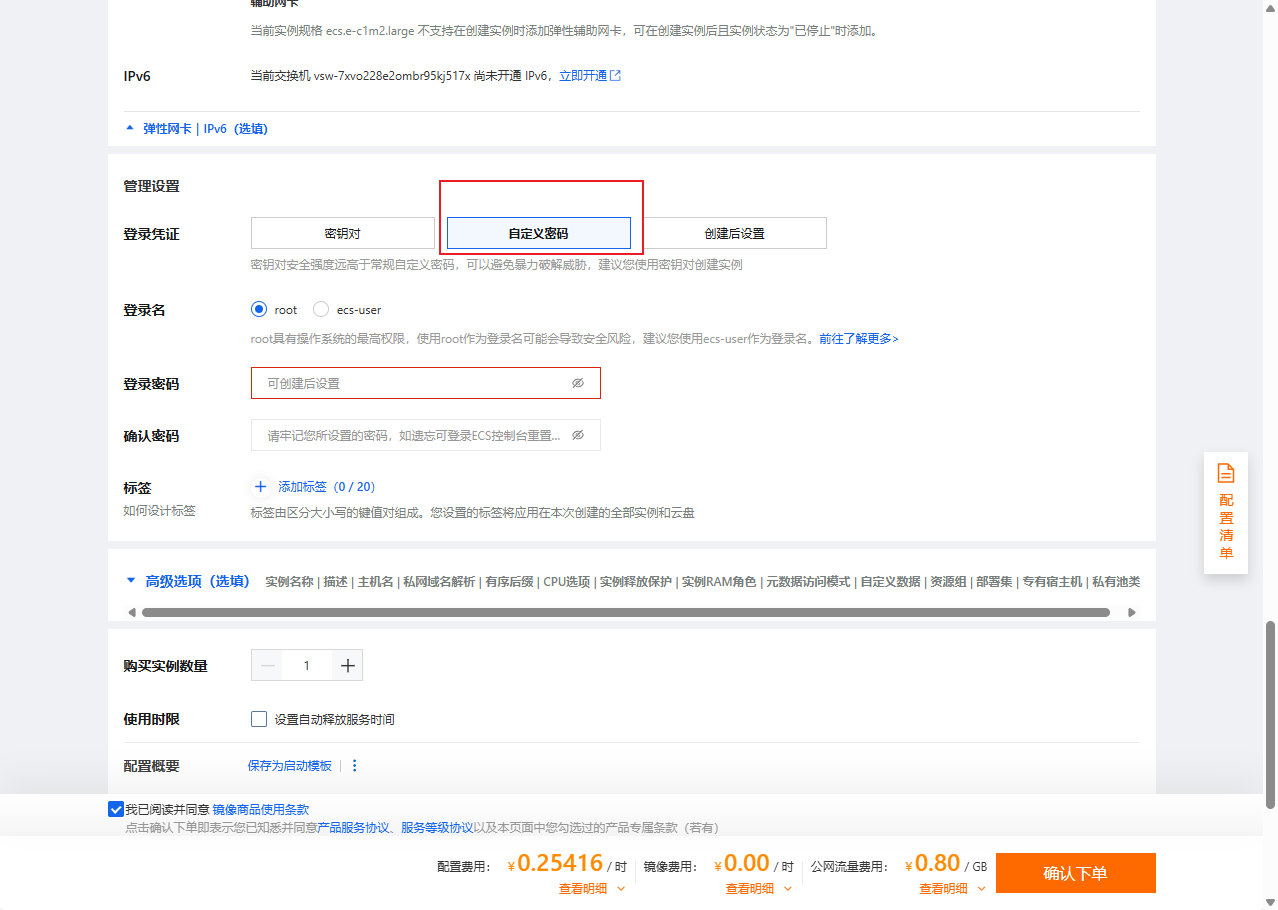 辅助网卡
当前实例规格 ecs.e-c1m2.large 不支持在创建实例时添加弹性辅助网卡，可在创建实例后且实例状态为"已停止"时添加。
IPv6 当前交换机 vsw-7xvo228e2ombr95kj517x 尚未开通 IPv6，立即开通
弹性网卡 | IPv6（选填）
管理设置
登录凭证 密钥对 自定义密码 创建后设置
密钥对安全强度远高于常规自定义密码，可以避免暴力破解威胁，建议您使用密钥对创建实例
登录名 root ecs-user
root具有操作系统的最高权限，使用root作为登录名可能会导致安全风险，建议您使用ecs-user作为登录名。前往了解更多>
登录密码 可创建后设置
确认密码 请牢记您所设置的密码，如遗忘可登录ECS控制台重置...
标签 添加标签（0 / 20）
如何设计标签 标签由区分大小写的键值对组成。您设置的标签将应用在本次创建的全部实例和云盘
配置清单
高级选项（选填） 实例名称 | 描述 | 主机名 | 私网域名解析 | 有序后缀 | CPU选项 | 实例释放保护 | 实例RAM角色 | 元数据访问模式 | 自定义数据 | 资源组 | 部署集 | 专有宿主机 | 私有池类
购买实例数量 1
使用时限 设置自动释放服务时间
配置概要 保存为启动模板
我已阅读并同意 镜像商品使用条款
点击确认下单即表示您已知悉并同意产品服务协议、服务等级协议以及本页面中您勾选过的产品专属条款（若有）
配置费用： ¥0.25416 / 时 镜像费用： ¥0.00 / 时 公网流量费用： ¥0.80 / GB 确认下单
查看明细 查看明细 查看明细